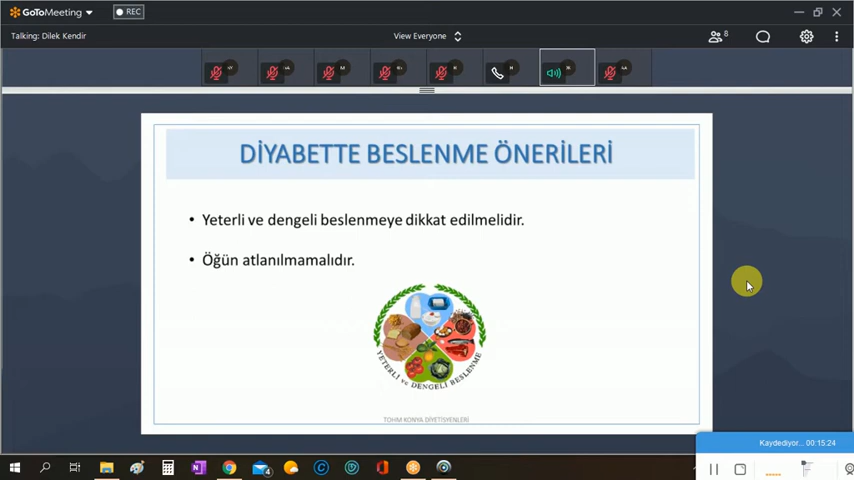 GoToMeeting
REC
Talking: Dilek Kendir
View Everyone
8
DİYABETTE BESLENME ÖNERİLERİ
• Yeterli ve dengeli beslenmeye dikkat edilmelidir.
• Öğün atlanılmamalıdır.
YETERLİ ve DENGELİ BESLENME
TOHM KONYA DİYETİSYENLERİ
Kaydediyor... 00:15:24